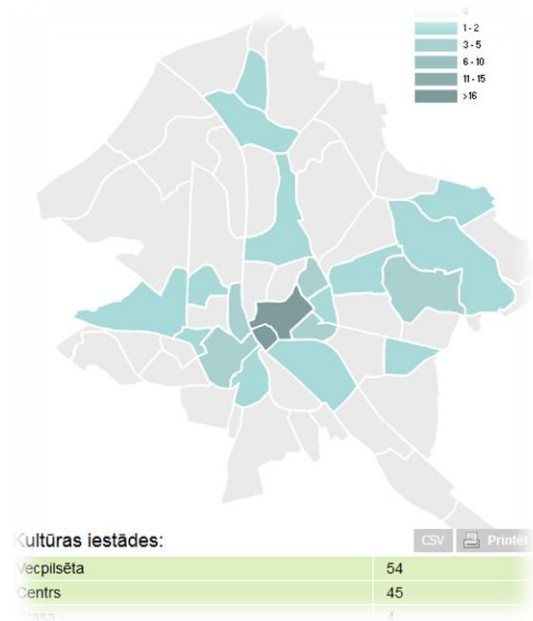 0
1 - 2
3 - 5
6 - 10
11 - 15
>16
Kultūras iestādes:
CSV
Printēt
Vecpilsēta 54
Centrs 45
4